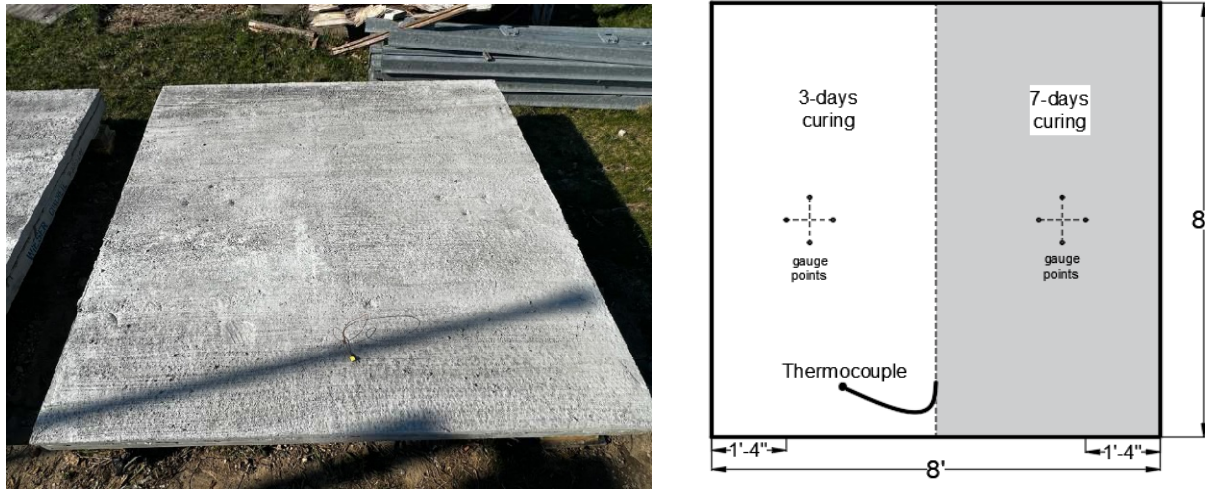 3-days
curing
7-days
curing
gauge
points
gauge
points
Thermocouple
8
1'-4"
1'-4"
8'